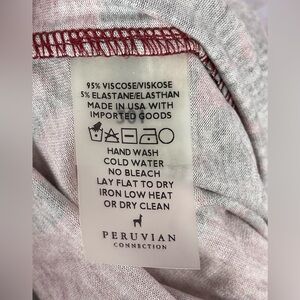 95% VISCOSE/VISKOSE
5% ELASTANE/ELASTHAN
MADE IN USA WITH
IMPORTED GOODS
HAND WASH
COLD WATER
NO BLEACH
LAY FLAT TO DRY
IRON LOW HEAT
OR DRY CLEAN
PERUVIAN
CONNECTION